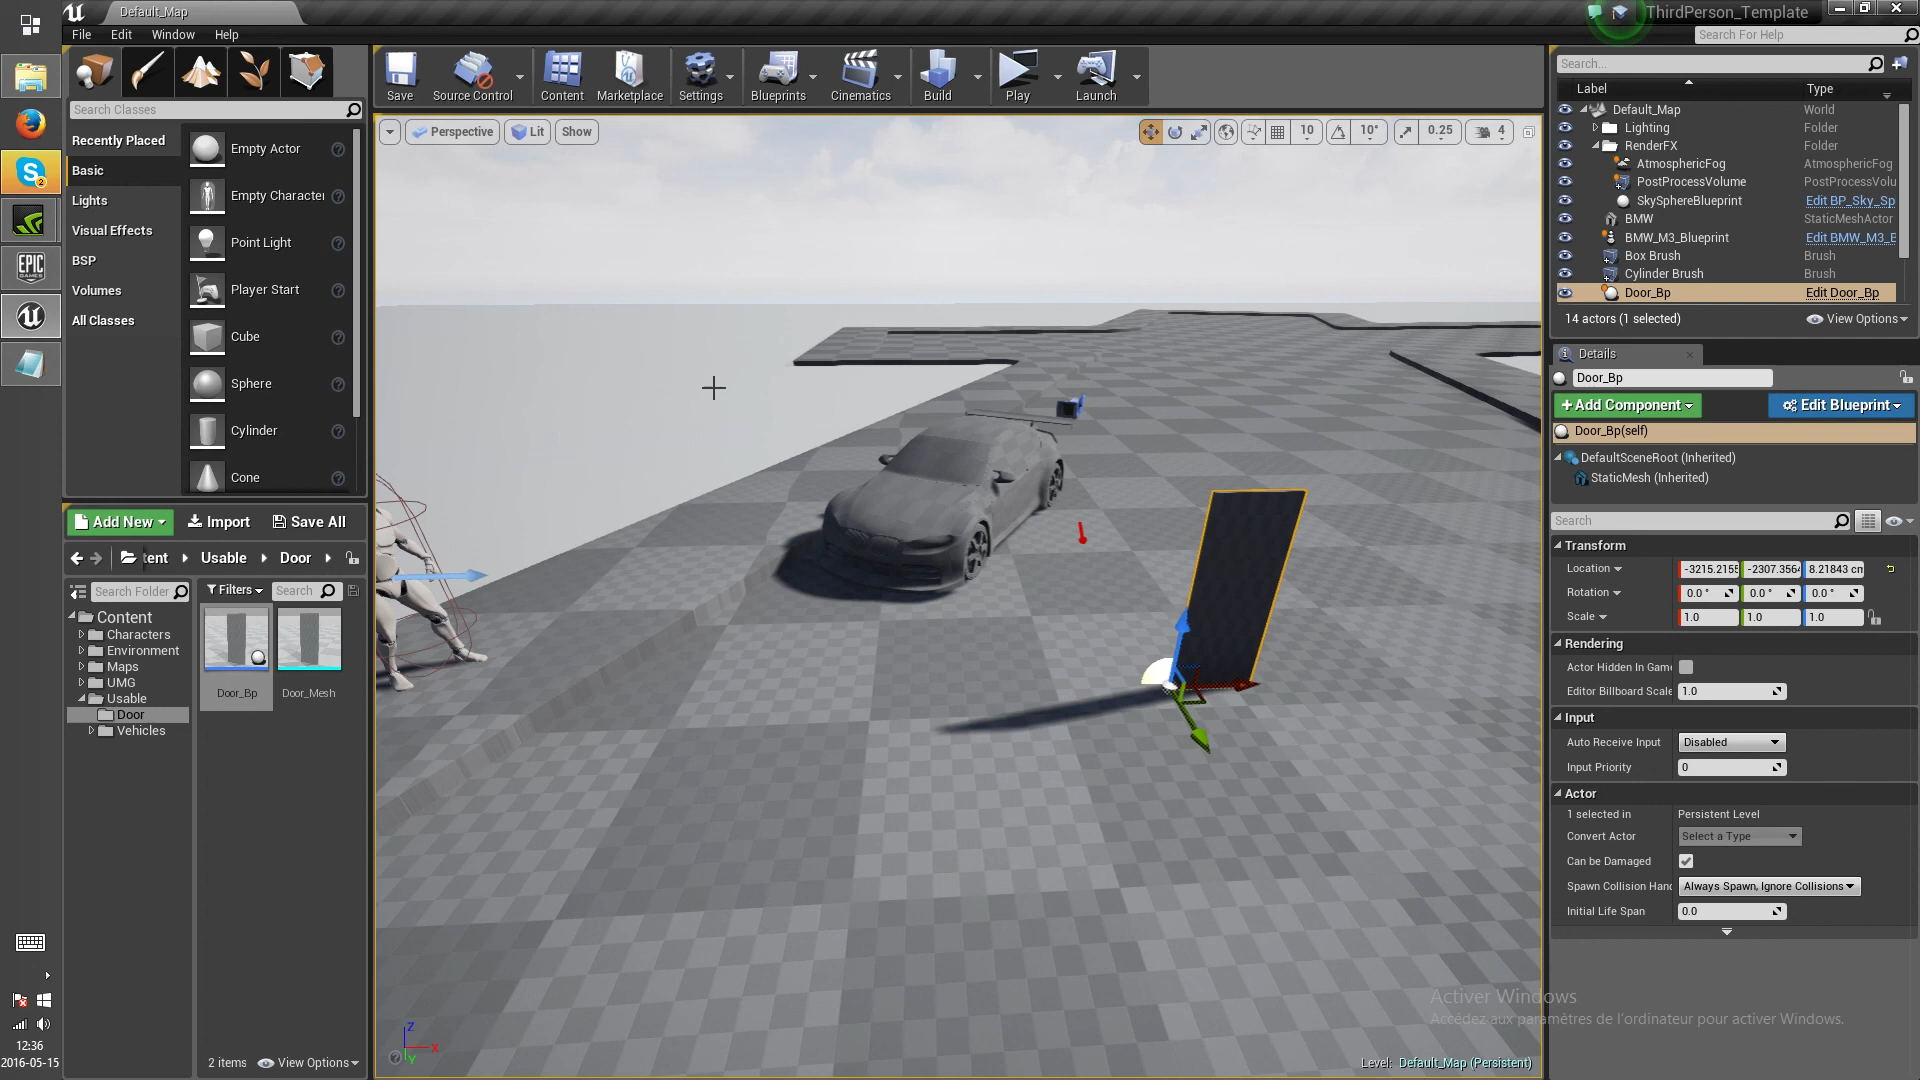 Default_Map
ThirdPerson_Template
File Edit Window Help
Search For Help
Search Classes
Recently Placed
Basic
Lights
Visual Effects
BSP
Volumes
All Classes
Empty Actor
Empty Character
Point Light
Player Start
Cube
Sphere
Cylinder
Cone
Save
Source Control
Content
Marketplace
Settings
Blueprints
Cinematics
Build
Play
Launch
Perspective Lit Show
10 10° 0.25 4
Search...
Label Type
Default_Map World
Lighting Folder
RenderFX Folder
AtmosphericFog AtmosphericFog
PostProcessVolume PostProcessVolu
SkySphereBlueprint Edit BP_Sky_Sp
BMW StaticMeshActor
BMW_M3_Blueprint Edit BMW_M3_B
Box Brush Brush
Cylinder Brush Brush
Door_Bp Edit Door_Bp
14 actors (1 selected) View Options
Details
Door_Bp
+Add Component Edit Blueprint
Door_Bp(self)
DefaultSceneRoot (Inherited)
StaticMesh (Inherited)
Search
Transform
Location -3215.2155 -2307.3564 8.21843 cm
Rotation 0.0 ° 0.0 ° 0.0 °
Scale 1.0 1.0 1.0
Rendering
Actor Hidden In Game
Editor Billboard Scale 1.0
Input
Auto Receive Input Disabled
Input Priority 0
Actor
1 selected in Persistent Level
Convert Actor Select a Type
Can be Damaged
Spawn Collision Hand Always Spawn, Ignore Collisions
Initial Life Span 0.0
Add New Import Save All
tent Usable Door
Search Folder
Filters Search
Content
Characters
Environment
Maps
UMG
Usable
Door
Vehicles
Door_Bp Door_Mesh
2 items View Options
EPIC GAMES
2
12:36
2016-05-15
Z X Y
Activer Windows
Accédez aux paramètres de l'ordinateur pour activer Windows.
Level: Default_Map (Persistent)